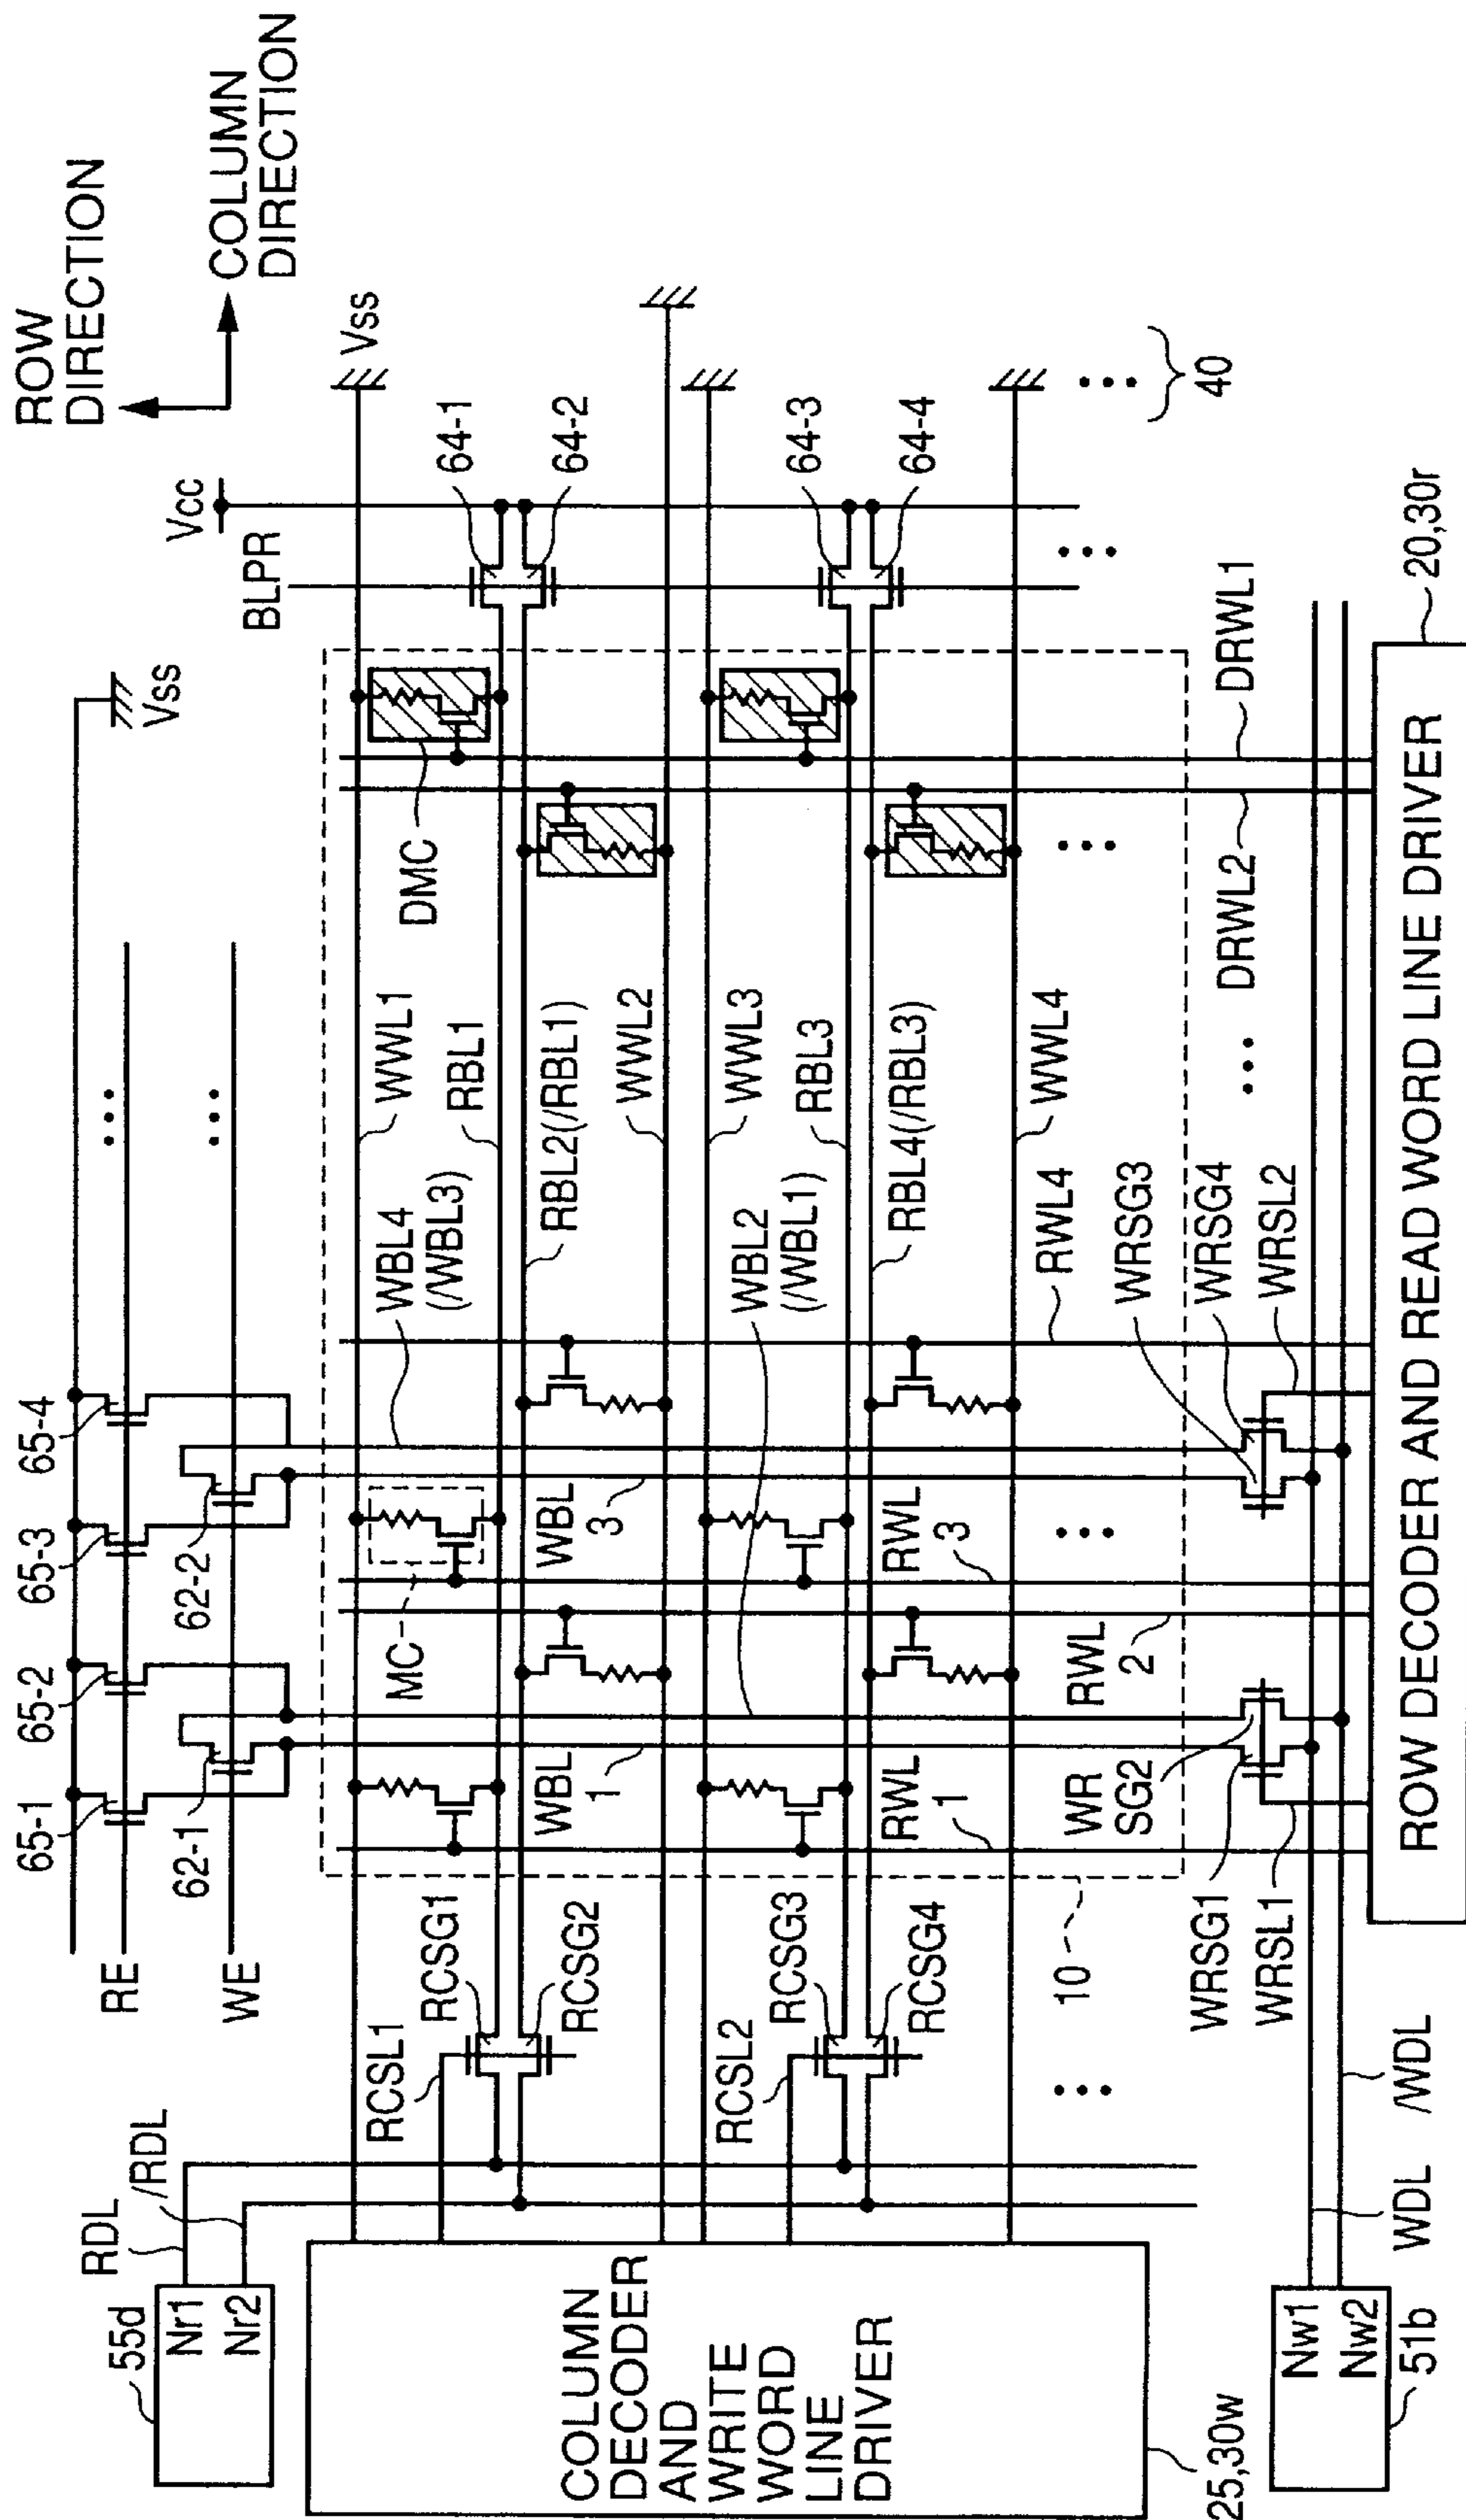 ROW
DIRECTION
COLUMN
DIRECTION
55d
RDL
/RDL
Nr1
Nr2
RE
WE
65-1
65-2
65-3
65-4
62-1
62-2
Vss
Vcc
BLPR
Vss
COLUMN
DECODER
AND
WRITE
WORD
LINE
DRIVER
25,30w
RCSL1
RCSG1
RCSG2
RCSL2
RCSG3
RCSG4
10
MC
WBL
1
WBL
3
WBL4
(/WBL3)
WWL1
RBL1
RBL2(/RBL1)
WWL2
WBL2
(/WBL1)
WWL3
RBL3
RBL4(/RBL3)
WWL4
RWL
1
RWL
2
RWL
3
RWL4
DMC
64-1
64-2
64-3
64-4
40
WR
SG2
WRSG1
WRSL1
WRSG3
WRSG4
WRSL2
DRWL2
DRWL1
20,30r
Nw1
Nw2
51b
WDL
/WDL
ROW DECODER AND READ WORD LINE DRIVER